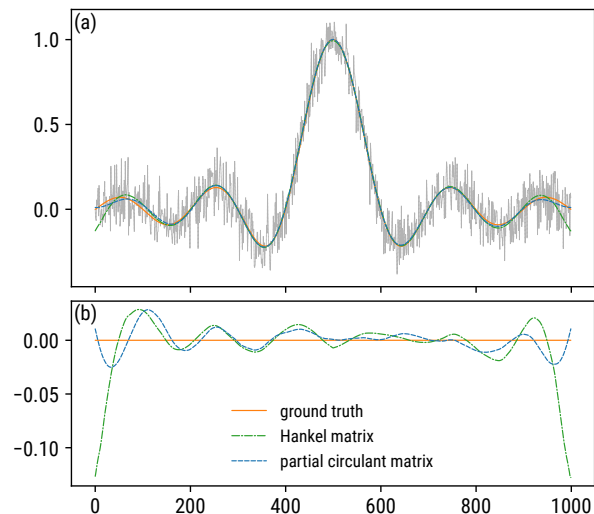 (a)
1.0
0.5
0.0
(b)
0.00
−0.05
−0.10
ground truth
Hankel matrix
partial circulant matrix
0 200 400 600 800 1000